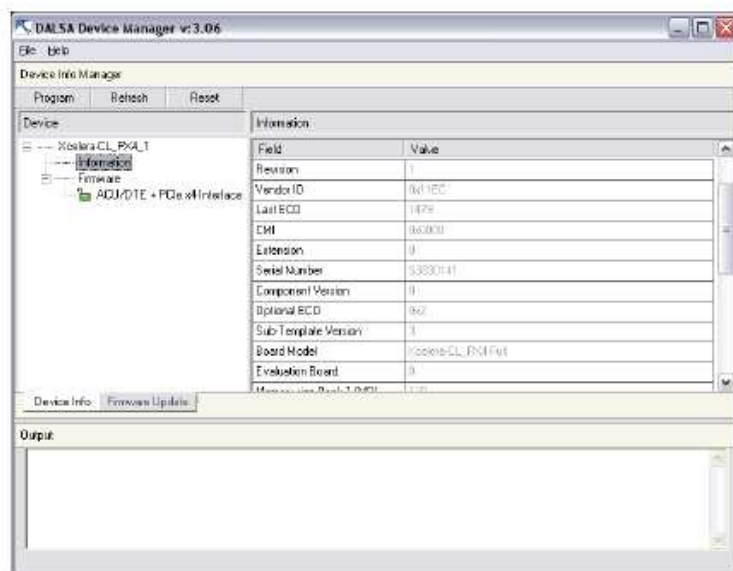 DALSA Device Manager v: 3.06
File Help
Device Info Manager
Program Refresh Reset
Device Information
Xcelera-CL_PX4_1
Information
Firmware
ACU/DTE + PCIe x4 Interface
Field Value
Revision 1
Vendor ID 0x11EC
Last ECO 1479
CMI
Extension 0
Serial Number
Component Version 0
Optional ECO 0x2
Sub-Template Version
Board Model Xcelera-CL_PX4 Full
Evaluation Board 0
Device Info Firmware Update
Output